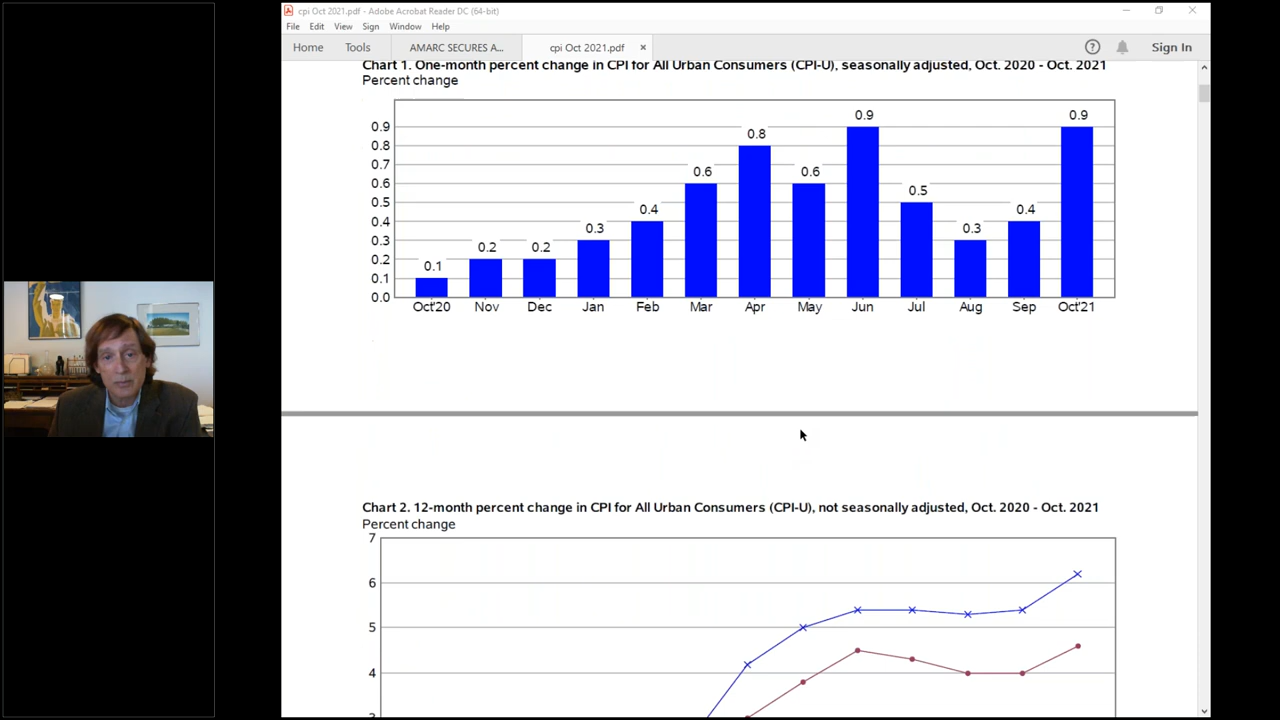 cpi Oct 2021.pdf - Adobe Acrobat Reader DC (64-bit)
File Edit View Sign Window Help
Home Tools AMARC SECURES A... cpi Oct 2021.pdf × Sign In
Chart 1. One-month percent change in CPI for All Urban Consumers (CPI-U), seasonally adjusted, Oct. 2020 - Oct. 2021
Percent change
0.9
0.8
0.7
0.6
0.5
0.4
0.3
0.2
0.1
0.0
0.1 0.2 0.2 0.3 0.4 0.6 0.8 0.6 0.9 0.5 0.3 0.4 0.9
Oct'20 Nov Dec Jan Feb Mar Apr May Jun Jul Aug Sep Oct'21
Chart 2. 12-month percent change in CPI for All Urban Consumers (CPI-U), not seasonally adjusted, Oct. 2020 - Oct. 2021
Percent change
7
6
5
4
3